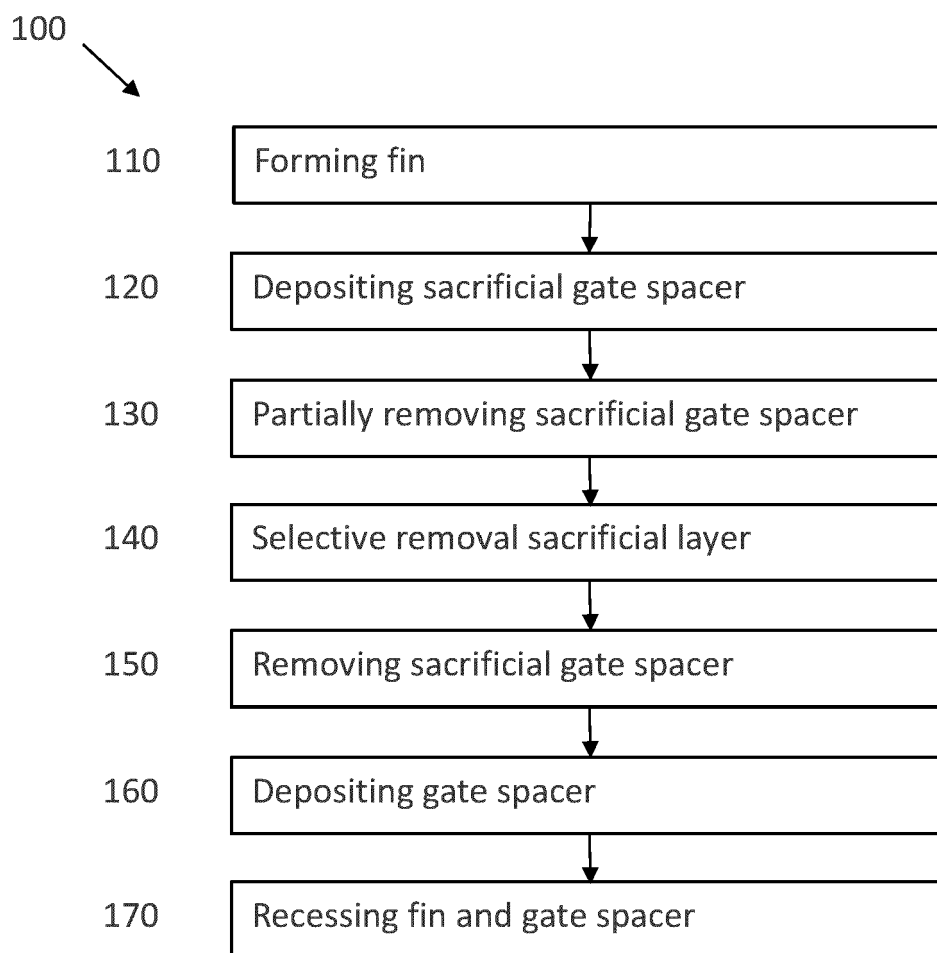 100
110 Forming fin
120 Depositing sacrificial gate spacer
130 Partially removing sacrificial gate spacer
140 Selective removal sacrificial layer
150 Removing sacrificial gate spacer
160 Depositing gate spacer
170 Recessing fin and gate spacer